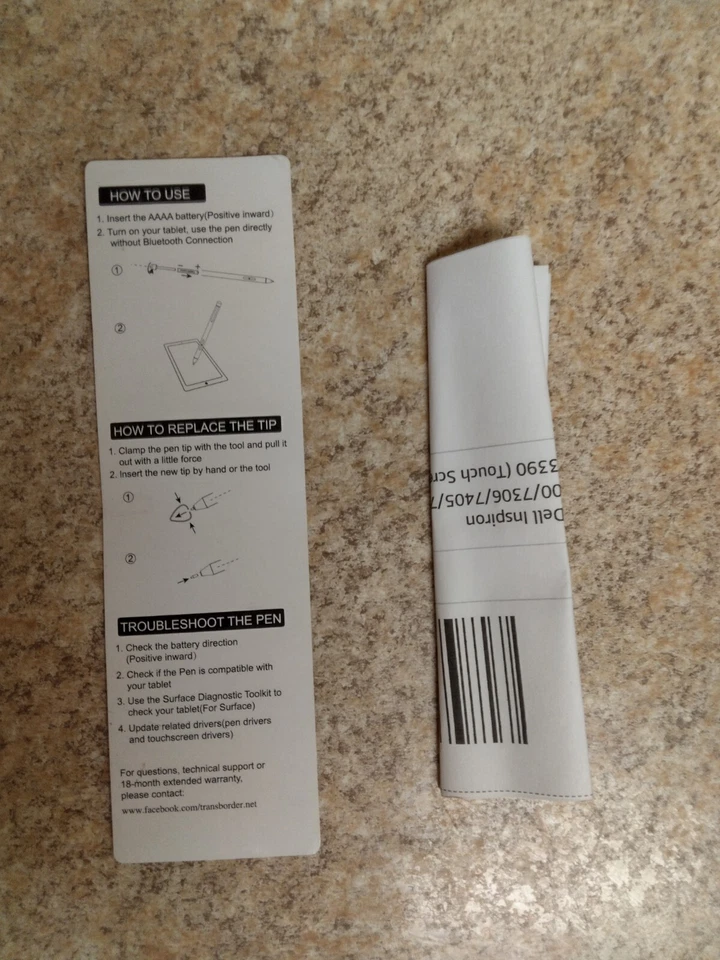 HOW TO USE
1. Insert the AAAA battery(Positive inward)
2. Turn on your tablet, use the pen directly
without Bluetooth Connection
①
②
HOW TO REPLACE THE TIP
1. Clamp the pen tip with the tool and pull it
out with a little force
2. Insert the new tip by hand or the tool
①
②
TROUBLESHOOT THE PEN
1. Check the battery direction
(Positive inward)
2. Check if the Pen is compatible with
your tablet
3. Use the Surface Diagnostic Toolkit to
check your tablet(For Surface)
4. Update related drivers(pen drivers
and touchscreen drivers)
For questions, technical support or
18-month extended warranty,
please contact:
www.facebook.com/transborder.net
Dell Inspiron
00/7306/7405/7
3390 (Touch Scr